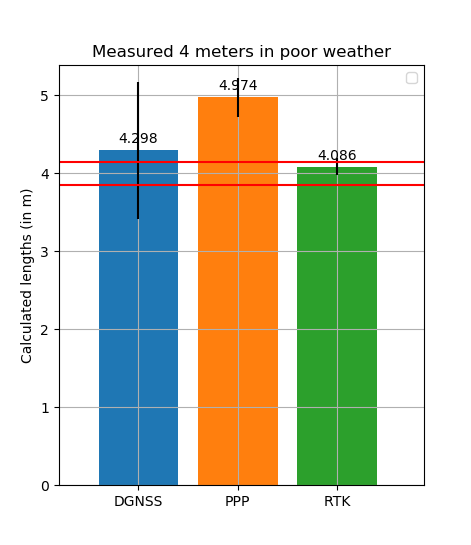 Measured 4 meters in poor weather
Calculated lengths (in m)
5
4
3
2
1
0
4.298
4.974
4.086
DGNSS
PPP
RTK